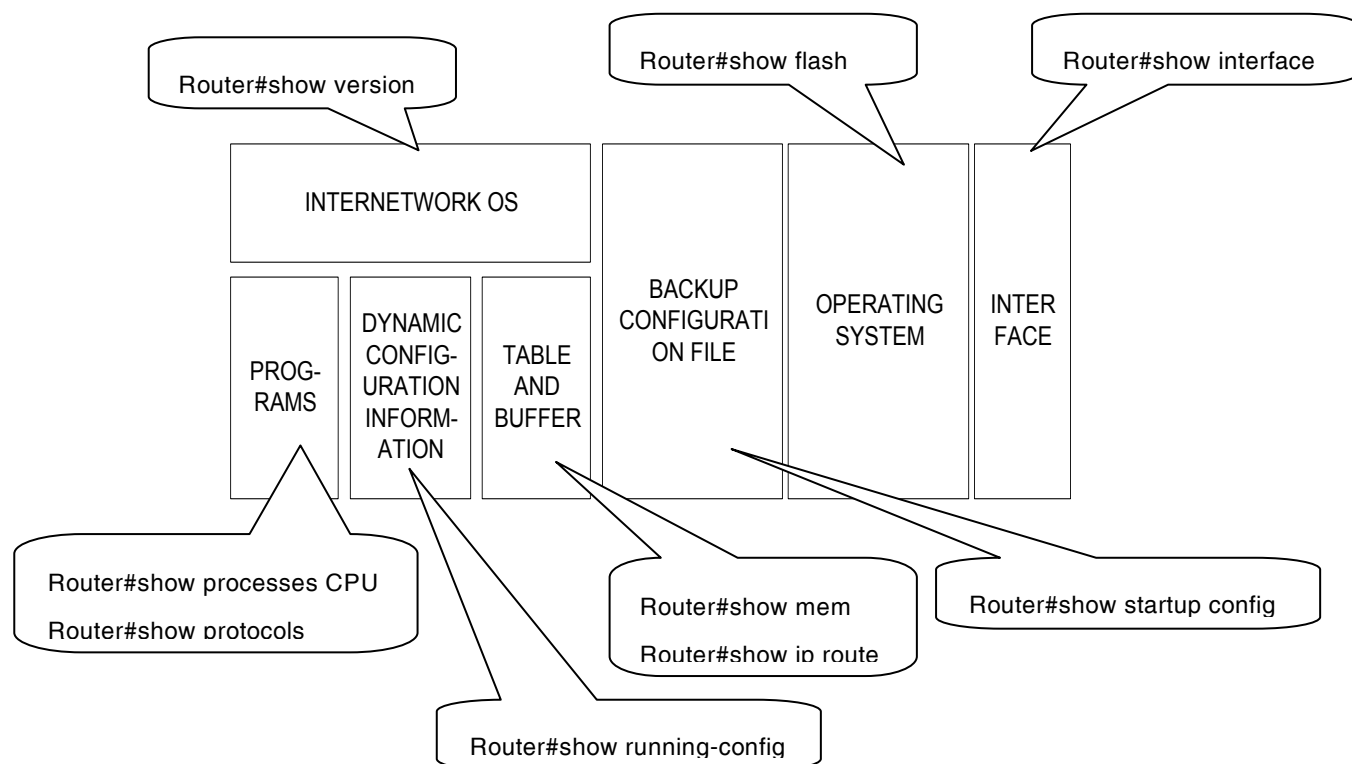 Router#show version
Router#show flash
Router#show interface
INTERNETWORK OS
PROG-
RAMS
DYNAMIC
CONFIG-
URATION
INFORM-
ATION
TABLE
AND
BUFFER
BACKUP
CONFIGURATI
ON FILE
OPERATING
SYSTEM
INTER
FACE
Router#show processes CPU
Router#show protocols
Router#show mem
Router#show ip route
Router#show startup config
Router#show running-config